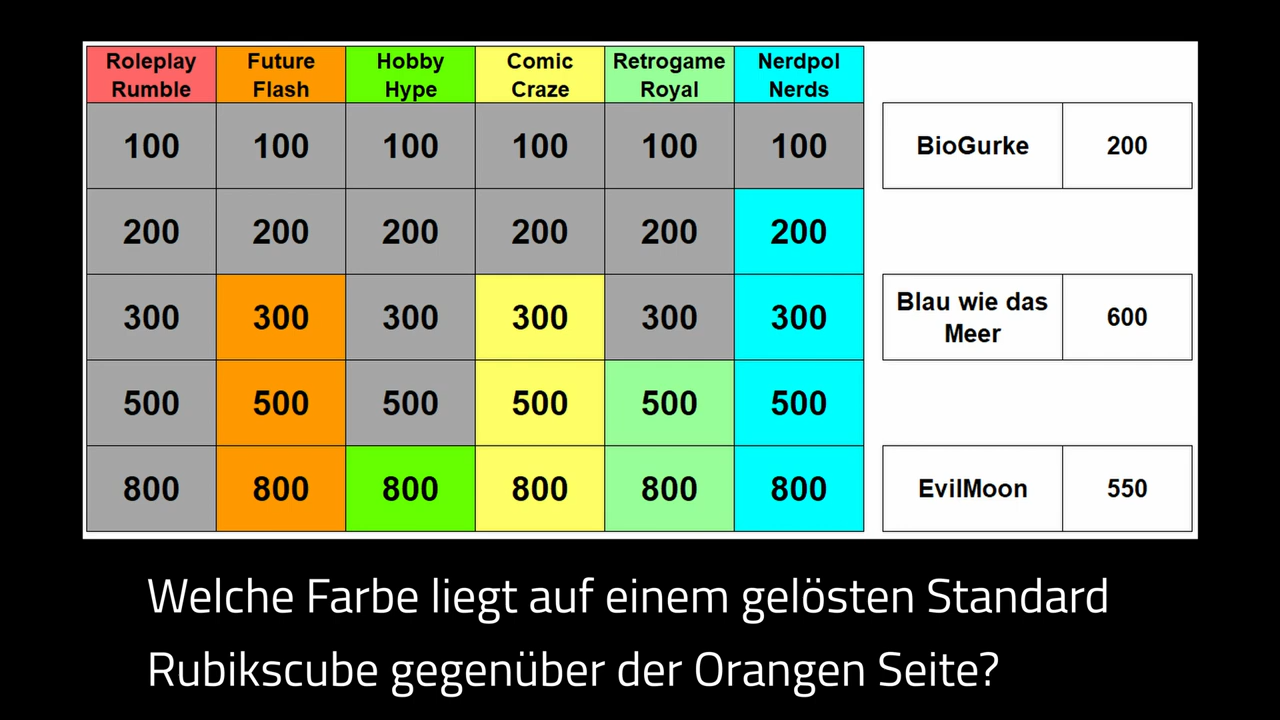 Roleplay Rumble Future Flash Hobby Hype Comic Craze Retrogame Royal Nerdpol Nerds
100 100 100 100 100 100 BioGurke 200
200 200 200 200 200 200
300 300 300 300 300 300 Blau wie das Meer 600
500 500 500 500 500 500
800 800 800 800 800 800 EvilMoon 550
Welche Farbe liegt auf einem gelösten Standard
Rubikscube gegenüber der Orangen Seite?